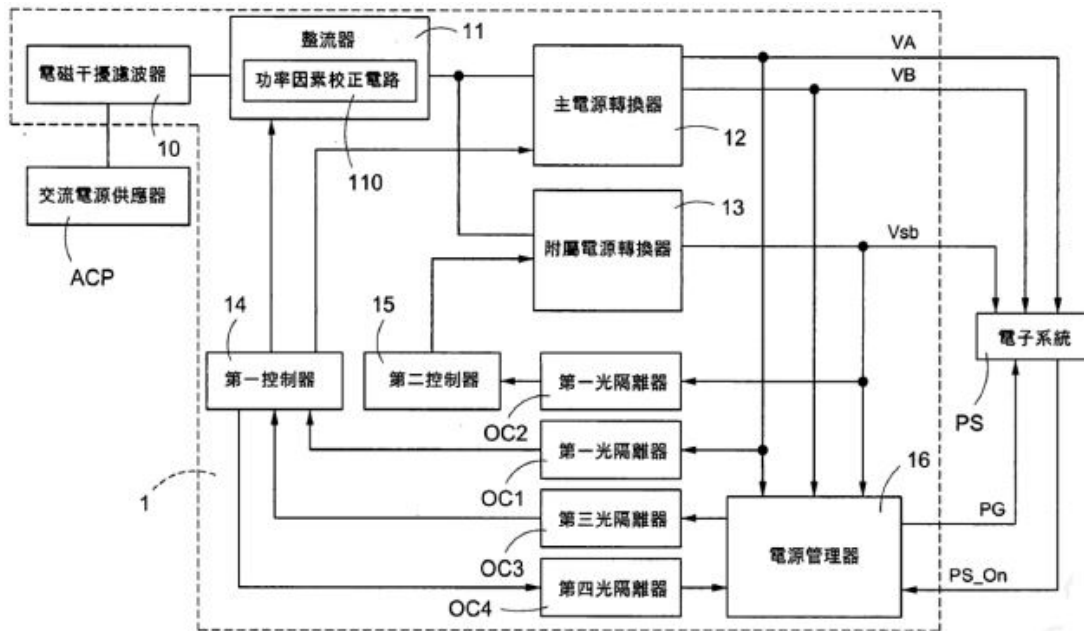 整流器
11
VA
電磁干擾濾波器
功率因素校正電路
主電源轉換器
VB
10
110
12
交流電源供應器
13
ACP
附屬電源轉換器
Vsb
14
15
電子系統
第一控制器
第二控制器
第一光隔離器
OC2
PS
第一光隔離器
16
1
OC1
第三光隔離器
PG
OC3
電源管理器
第四光隔離器
PS_On
OC4